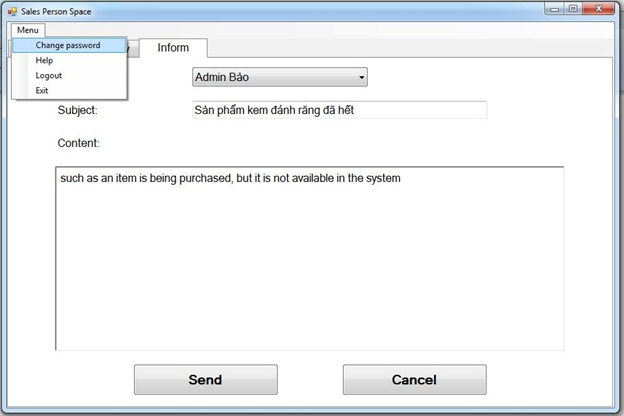 Sales Person Space
Menu
Change password
Help
Logout
Exit
Inform
Admin Bảo
Subject:
Sản phẩm kem đánh răng đã hết
Content:
such as an item is being purchased, but it is not available in the system
Send
Cancel